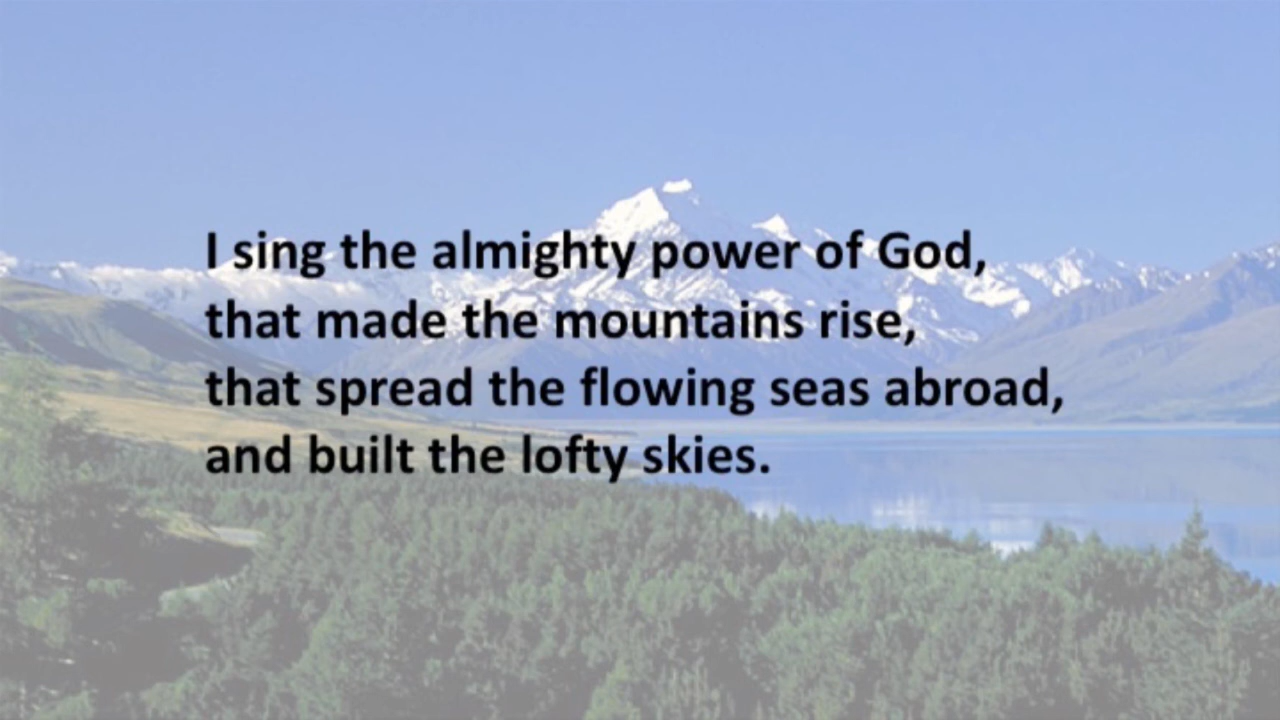 I sing the almighty power of God,
that made the mountains rise,
that spread the flowing seas abroad,
and built the lofty skies.